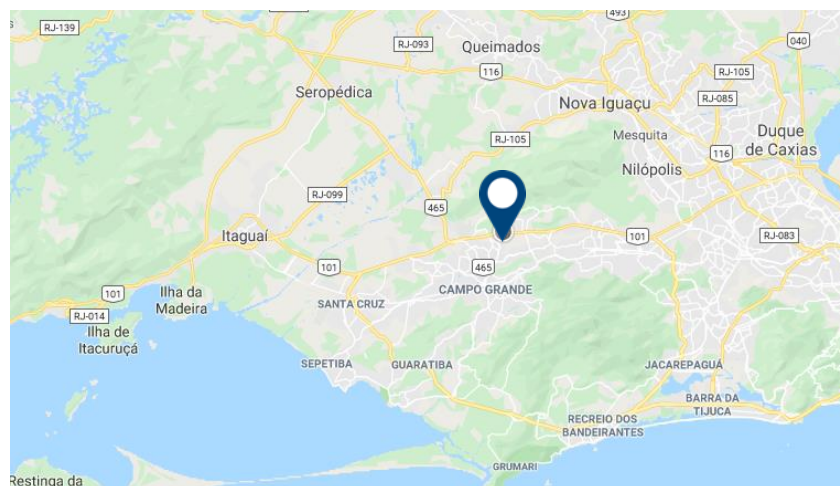 493
RJ-139
RJ-093
Queimados
040
116
RJ-105
Seropédica
RJ-085
Nova Iguaçu
Duque
de Caxias
RJ-105
Mesquita
116
Nilópolis
RJ-099
465
Itaguaí
101
RJ-083
101
465
Ilha da
Madeira
101
SANTA CRUZ
CAMPO GRANDE
RJ-014
Ilha de
Itacuruçá
SEPETIBA
GUARATIBA
JACAREPAGUÁ
BARRA DA
TIJUCA
RECREIO DOS
BANDEIRANTES
GRUMARI
Restinga da